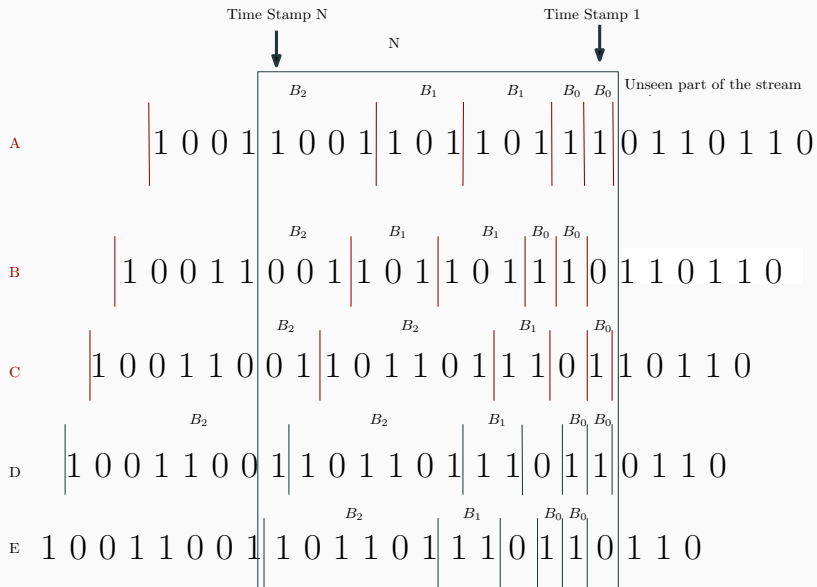 Time Stamp N
Time Stamp 1
N
Unseen part of the stream
B₂ B₁ B₁ B₀ B₀
A 1 0 0 1 1 0 0 1 1 0 1 1 0 1 1 1 0 1 1 0 1 1 0
B₂ B₁ B₁ B₀ B₀
B 1 0 0 1 1 0 0 1 1 0 1 1 0 1 1 1 0 1 1 0 1 1 0
B₂ B₂ B₁ B₀
C 1 0 0 1 1 0 0 1 1 0 1 1 0 1 1 1 0 1 1 0 1 1 0
B₂ B₂ B₁ B₀ B₀
D 1 0 0 1 1 0 0 1 1 0 1 1 0 1 1 1 0 1 1 0 1 1 0
B₂ B₁ B₀ B₀
E 1 0 0 1 1 0 0 1 1 0 1 1 0 1 1 1 0 1 1 0 1 1 0